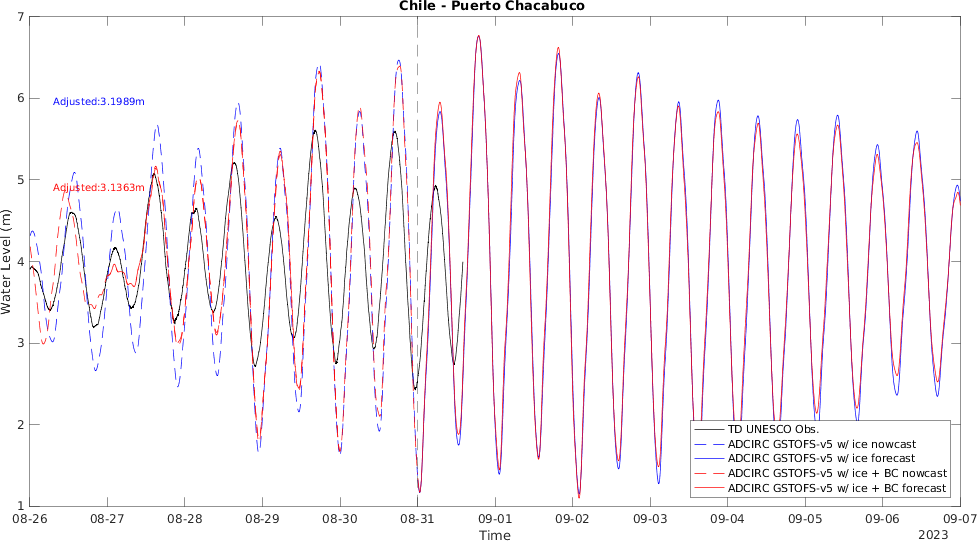 Chile - Puerto Chacabuco
7
6
5
4
3
2
1
Water Level (m)
Adjusted:3.1989m
Adjusted:3.1363m
TD UNESCO Obs.
ADCIRC GSTOFS-v5 w/ ice nowcast
ADCIRC GSTOFS-v5 w/ ice forecast
ADCIRC GSTOFS-v5 w/ ice + BC nowcast
ADCIRC GSTOFS-v5 w/ ice + BC forecast
08-26 08-27 08-28 08-29 08-30 08-31 09-01 09-02 09-03 09-04 09-05 09-06 09-07
Time
2023